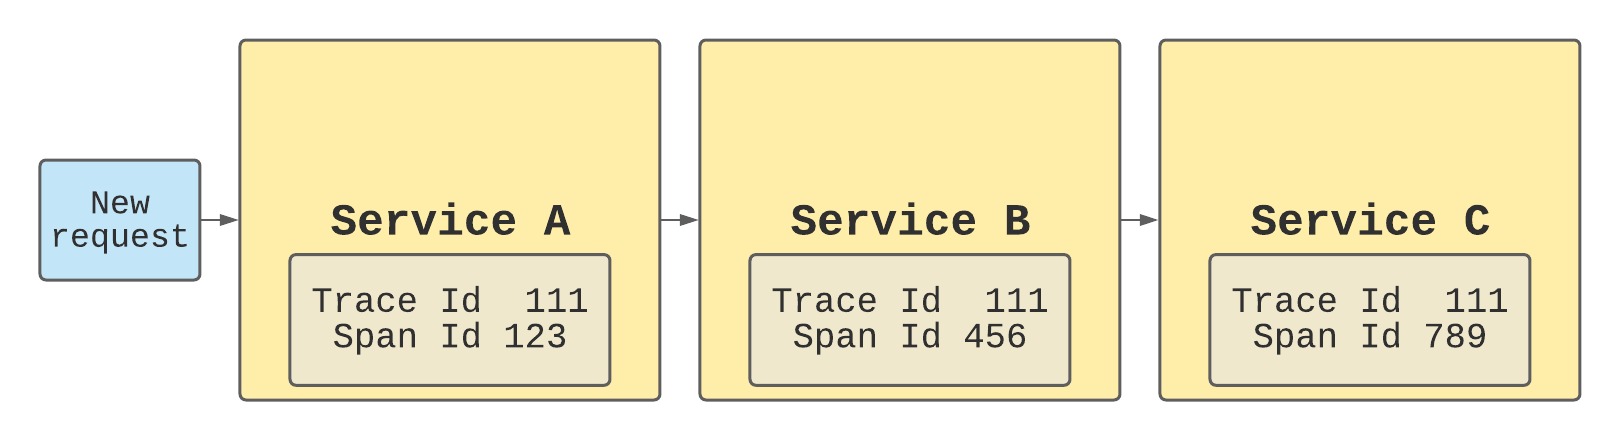 New
request
Service A
Trace Id  111
Span Id 123
Service B
Trace Id  111
Span Id 456
Service C
Trace Id  111
Span Id 789